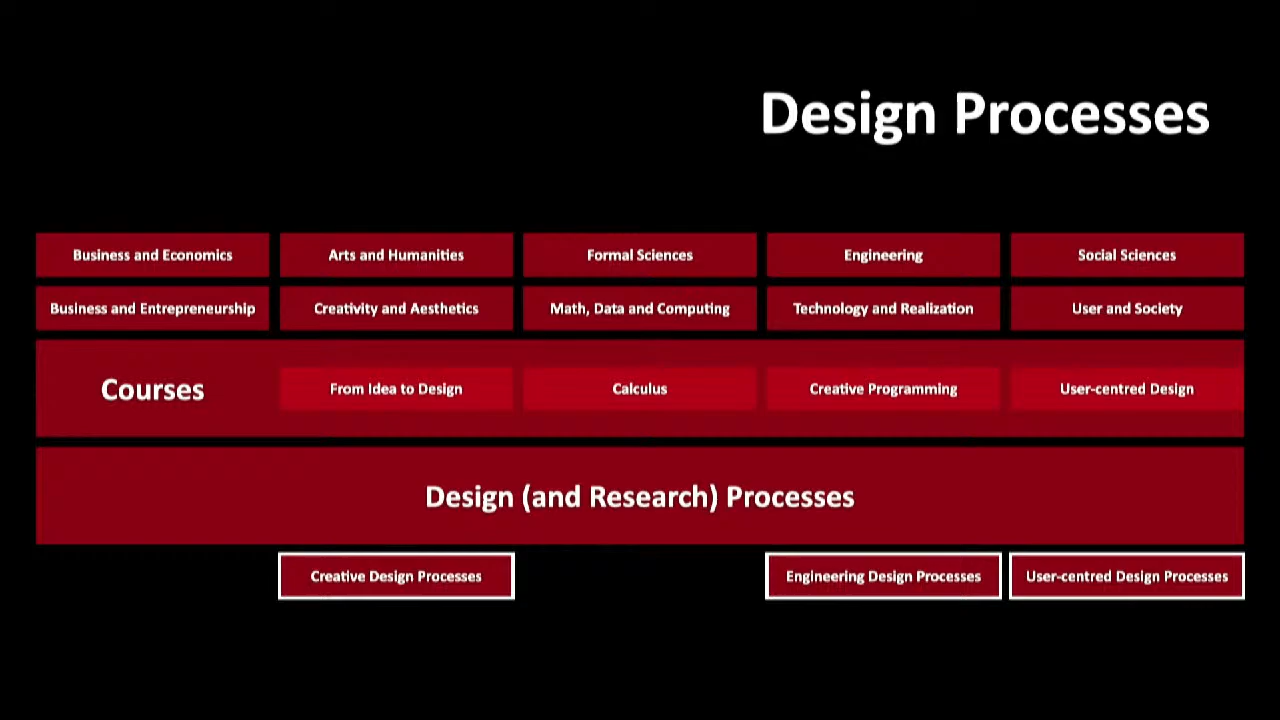 Design Processes
Business and Economics
Arts and Humanities
Formal Sciences
Engineering
Social Sciences
Business and Entrepreneurship
Creativity and Aesthetics
Math, Data and Computing
Technology and Realization
User and Society
Courses
From Idea to Design
Calculus
Creative Programming
User-centred Design
Design (and Research) Processes
Creative Design Processes
Engineering Design Processes
User-centred Design Processes